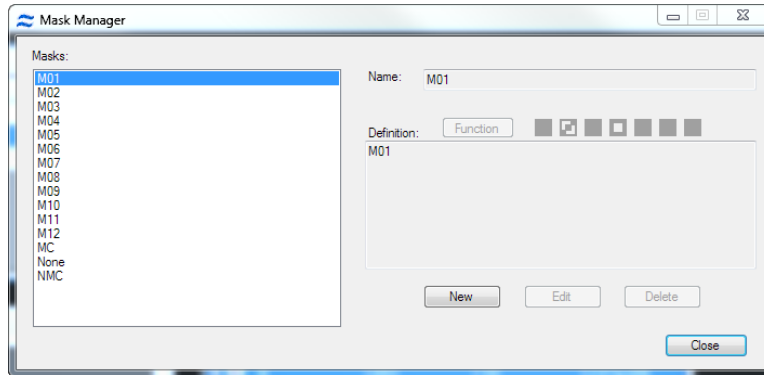 Mask Manager
Masks:
M01
M02
M03
M04
M05
M06
M07
M08
M09
M10
M11
M12
MC
None
NMC
Name: M01
Definition: Function
M01
New Edit Delete
Close